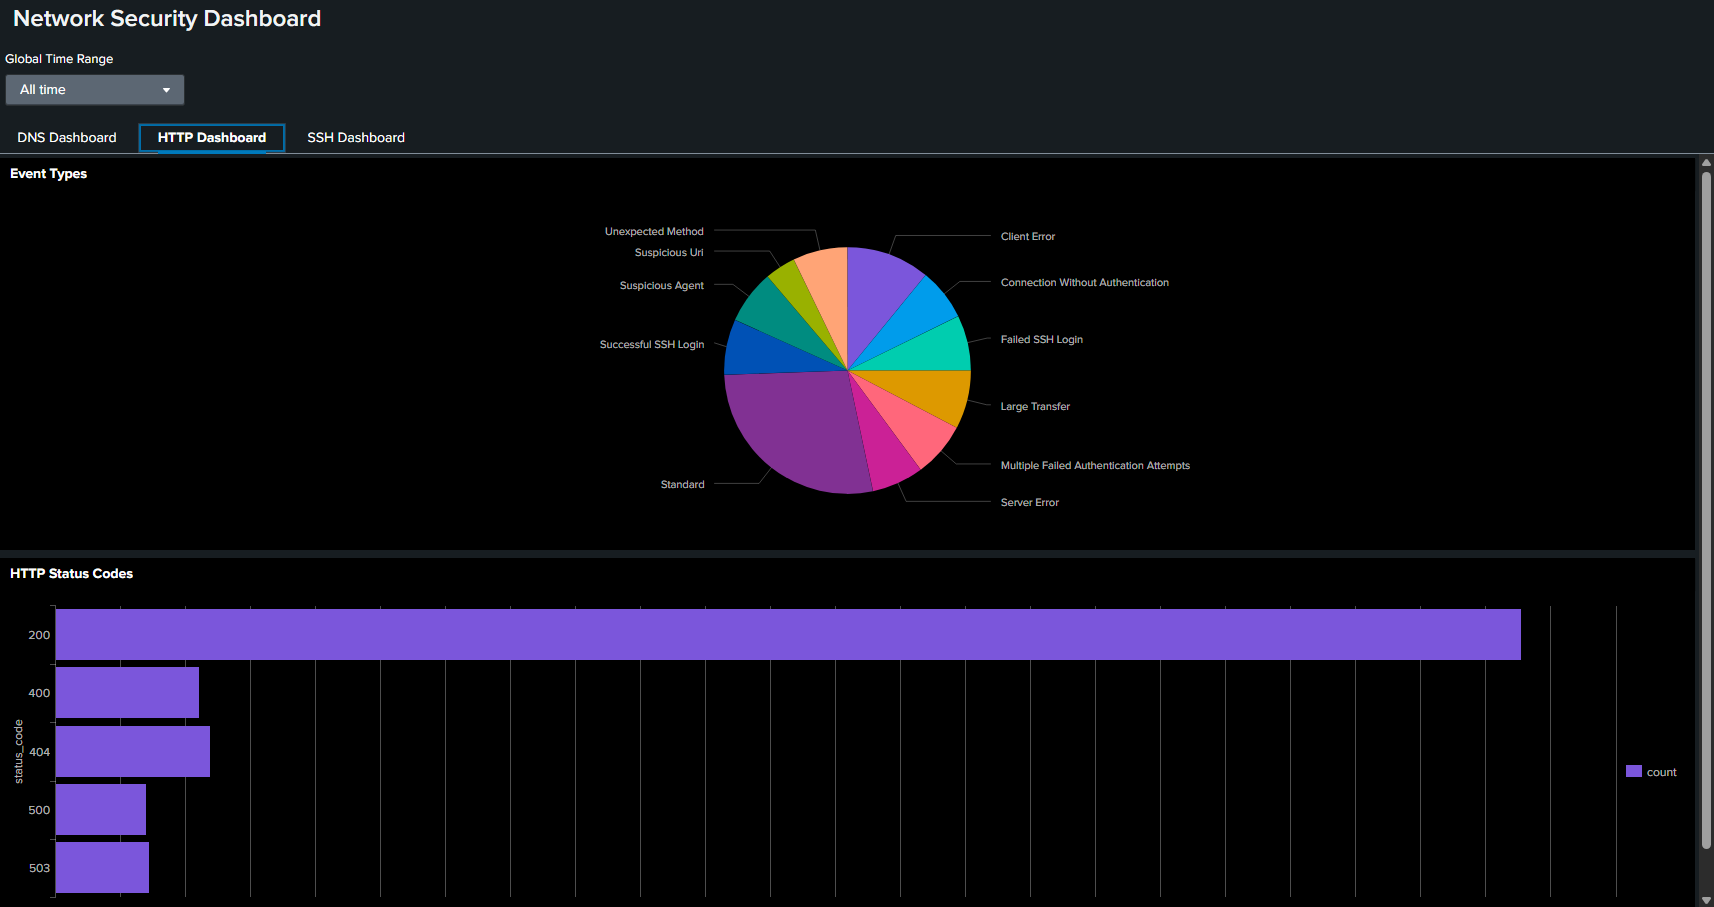 Network Security Dashboard
Global Time Range
All time
DNS Dashboard HTTP Dashboard SSH Dashboard
Event Types
Unexpected Method
Suspicious Uri
Suspicious Agent
Successful SSH Login
Standard
Client Error
Connection Without Authentication
Failed SSH Login
Large Transfer
Multiple Failed Authentication Attempts
Server Error
HTTP Status Codes
status_code
200
400
404
500
503
count